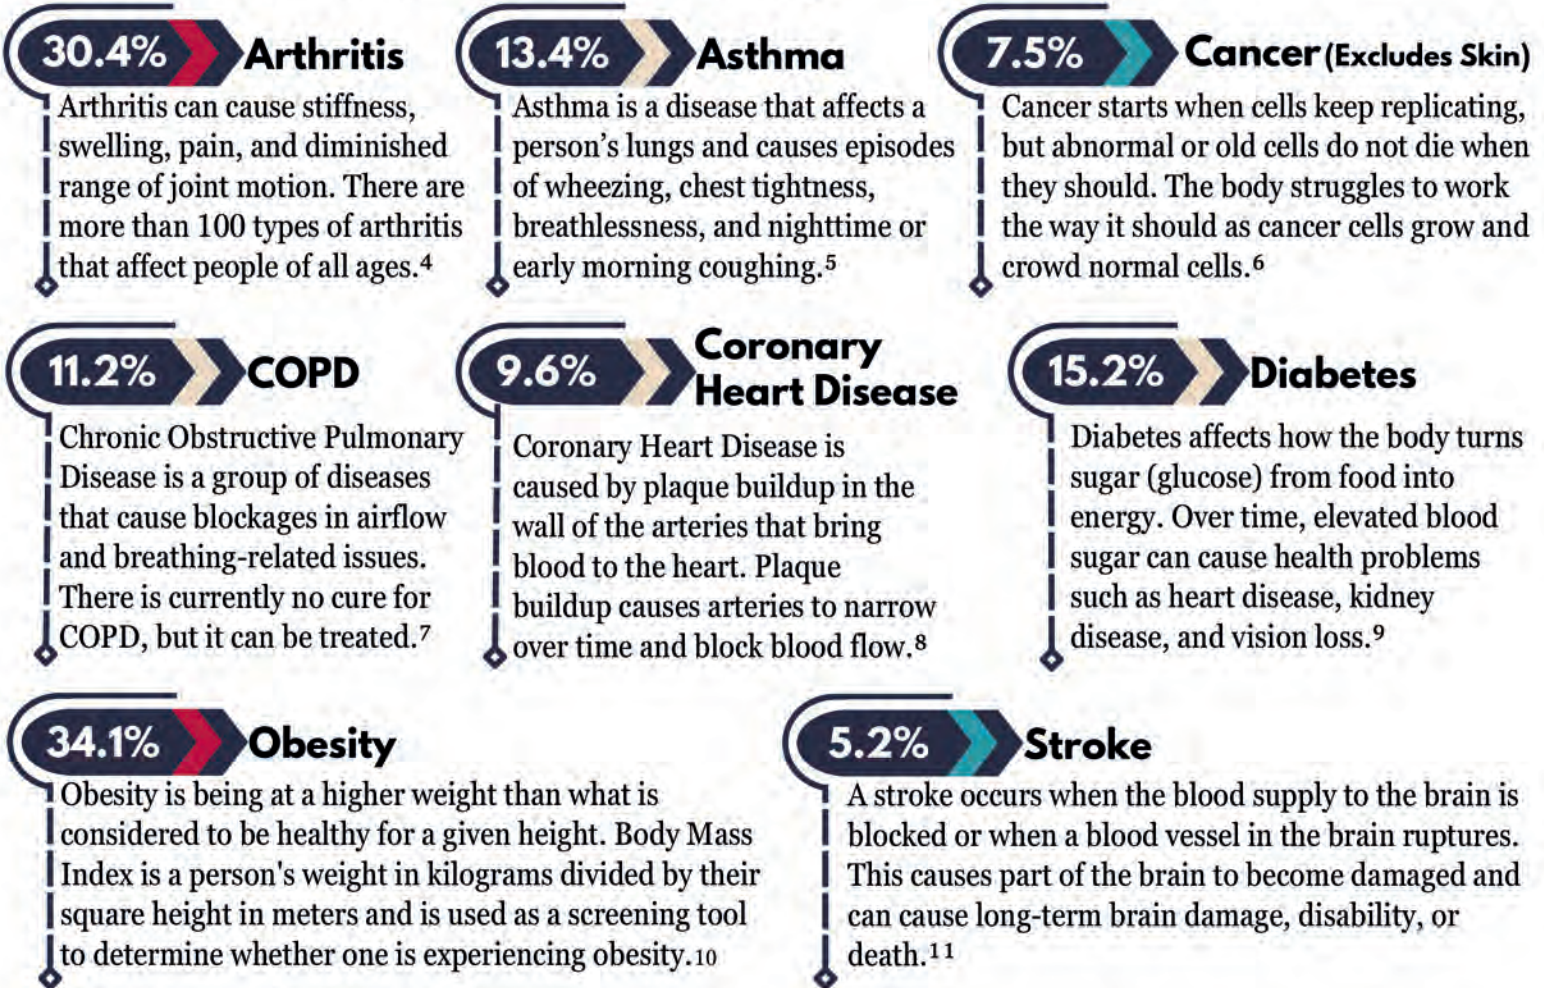 30.4% Arthritis
Arthritis can cause stiffness,
swelling, pain, and diminished
range of joint motion. There are
more than 100 types of arthritis
that affect people of all ages.4
13.4% Asthma
Asthma is a disease that affects a
person's lungs and causes episodes
of wheezing, chest tightness,
breathlessness, and nighttime or
early morning coughing.5
7.5% Cancer (Excludes Skin)
Cancer starts when cells keep replicating,
but abnormal or old cells do not die when
they should. The body struggles to work
the way it should as cancer cells grow and
crowd normal cells.6
11.2% COPD
Chronic Obstructive Pulmonary
Disease is a group of diseases
that cause blockages in airflow
and breathing-related issues.
There is currently no cure for
COPD, but it can be treated.7
9.6% Coronary
Heart Disease
Coronary Heart Disease is
caused by plaque buildup in the
wall of the arteries that bring
blood to the heart. Plaque
buildup causes arteries to narrow
over time and block blood flow.8
15.2% Diabetes
Diabetes affects how the body turns
sugar (glucose) from food into
energy. Over time, elevated blood
sugar can cause health problems
such as heart disease, kidney
disease, and vision loss.9
34.1% Obesity
Obesity is being at a higher weight than what is
considered to be healthy for a given height. Body Mass
Index is a person's weight in kilograms divided by their
square height in meters and is used as a screening tool
to determine whether one is experiencing obesity.10
5.2% Stroke
A stroke occurs when the blood supply to the brain is
blocked or when a blood vessel in the brain ruptures.
This causes part of the brain to become damaged and
can cause long-term brain damage, disability, or
death.11